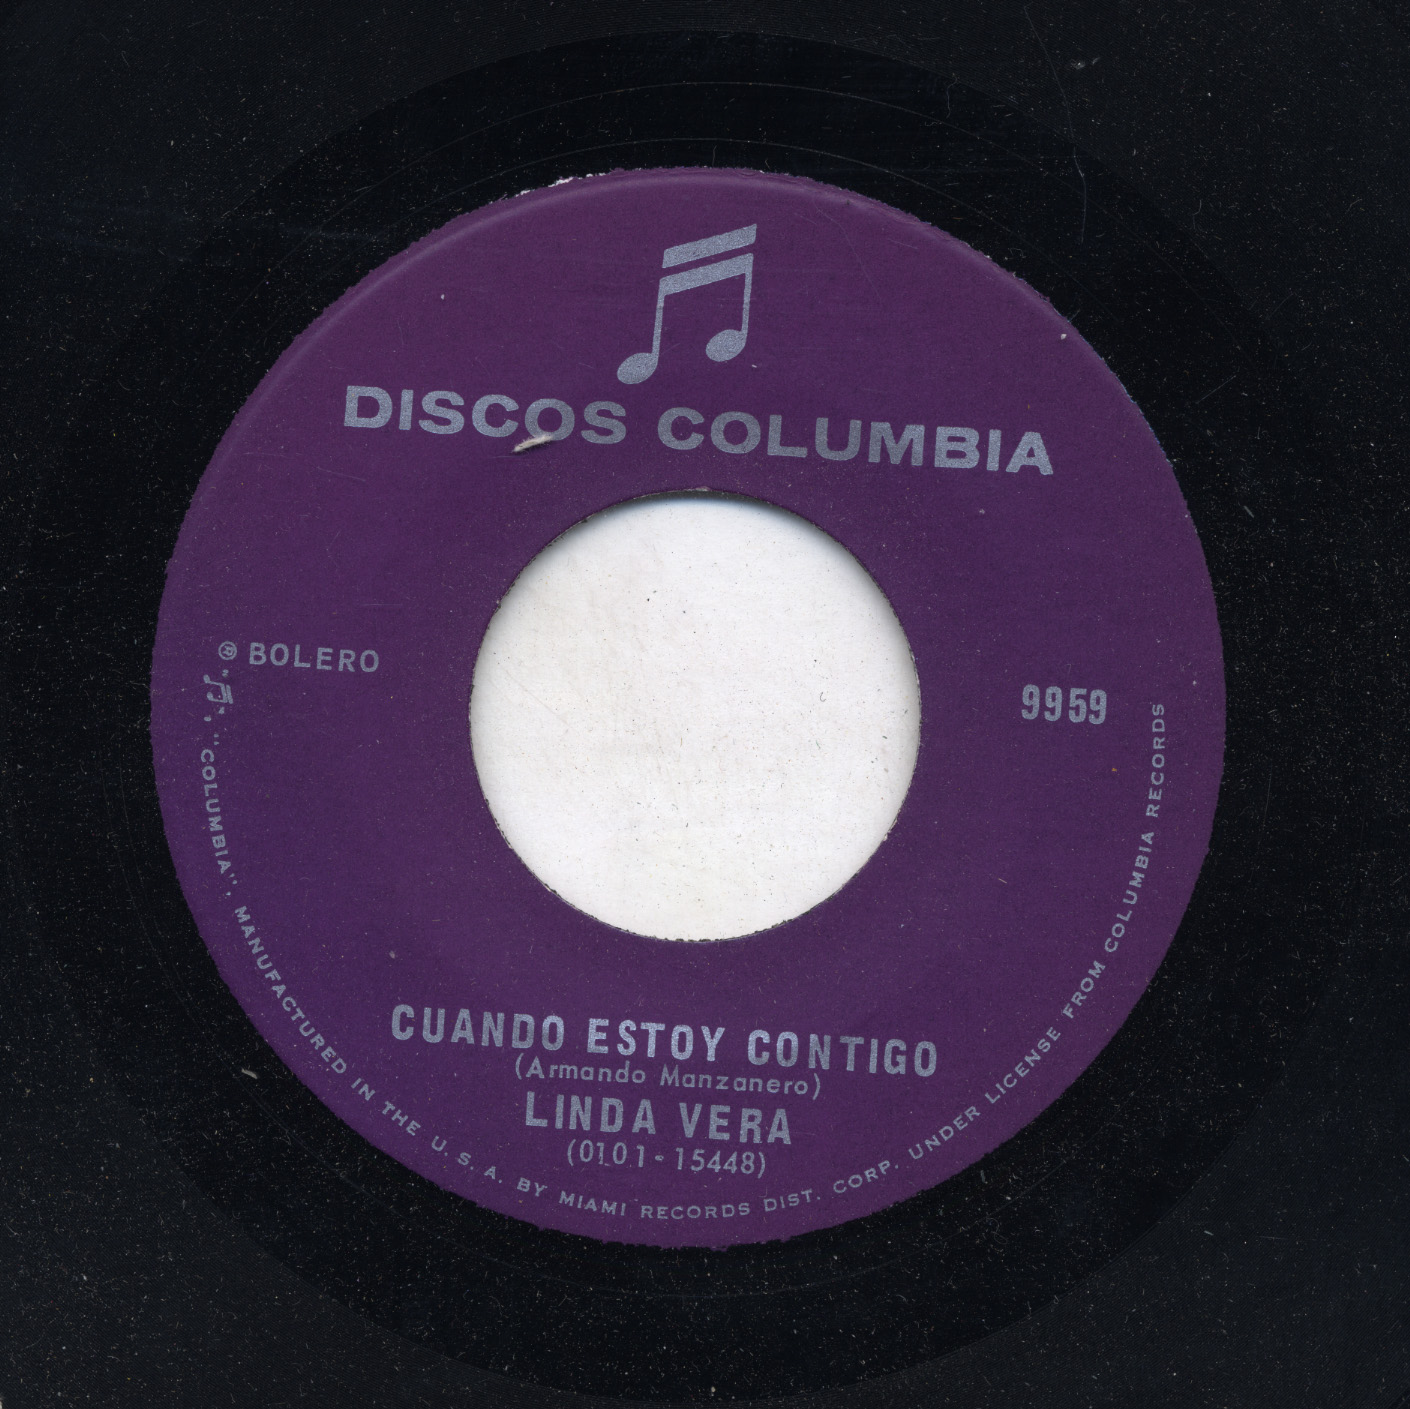 DISCOS COLUMBIA
® BOLERO
9959
CUANDO ESTOY CONTIGO
(Armando Manzanero)
LINDA VERA
(0101-15448)
"♫", "COLUMBIA", MANUFACTURED IN THE U. S. A. BY MIAMI RECORDS DIST. CORP. UNDER LICENSE FROM COLUMBIA RECORDS